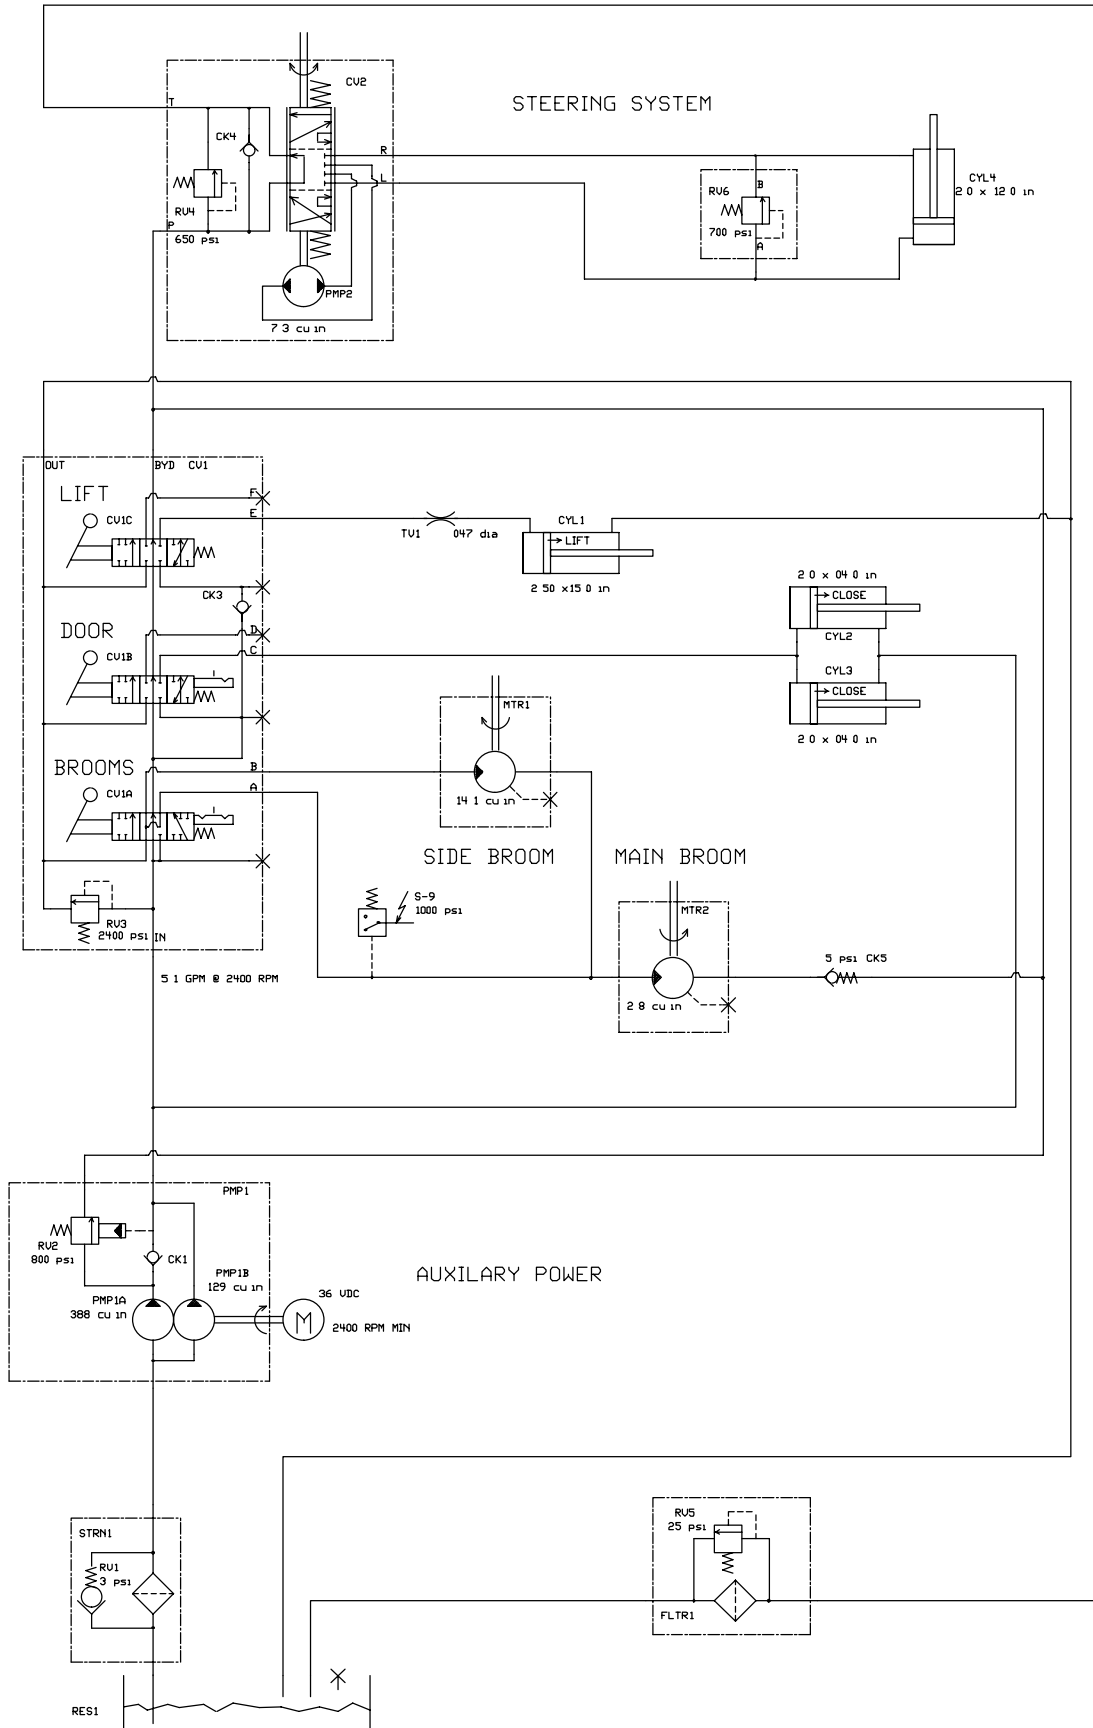 CV2
STEERING SYSTEM
T
CK4
R
L
RV4
P
650 psi
PMP2
7 3 cu in
RV6
B
700 psi
A
CYL4
2 0 x 12 0 in
OUT
BYD CV1
LIFT
F
CV1C
E
TV1
047 dia
CYL1
LIFT
2 50 x15 0 in
CK3
2 0 x 04 0 in
CLOSE
DOOR
D
CYL2
CV1B
C
CYL3
CLOSE
2 0 x 04 0 in
MTR1
BROOMS
B
CV1A
A
14 1 cu in
SIDE BROOM
MAIN BROOM
S-9
1000 psi
MTR2
RV3
2400 psi IN
5 1 GPM @ 2400 RPM
5 psi CK5
2 8 cu in
PMP1
RV2
800 psi
CK1
PMP1B
129 cu in
AUXILARY POWER
PMP1A
388 cu in
36 VDC
M
2400 RPM MIN
STRN1
RV1
3 psi
RV5
25 psi
FLTR1
RES1